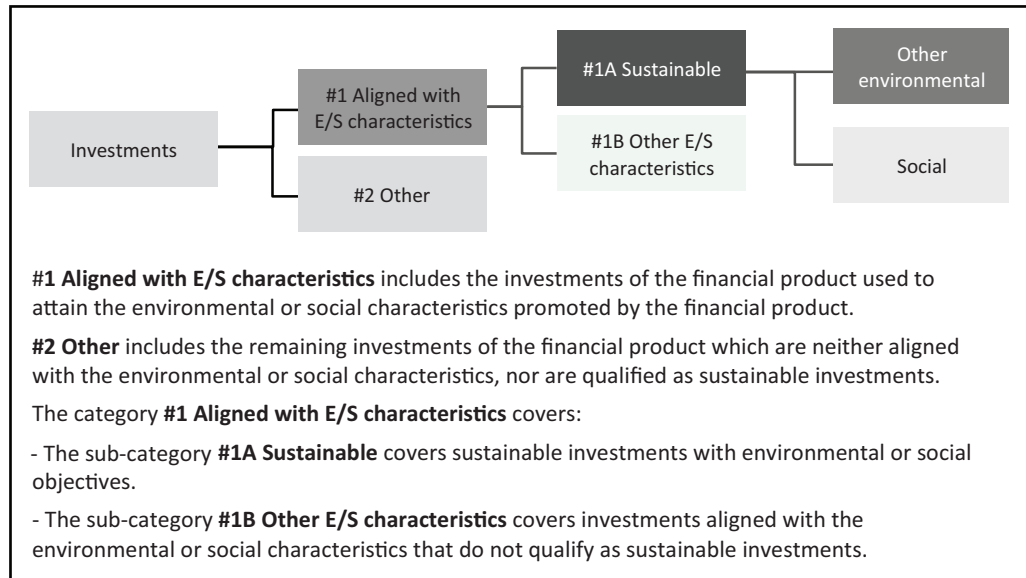 Investments
#1 Aligned with
E/S characteristics
#2 Other
#1A Sustainable
#1B Other E/S
characteristics
Other
environmental
Social
#1 Aligned with E/S characteristics includes the investments of the financial product used to
attain the environmental or social characteristics promoted by the financial product.
#2 Other includes the remaining investments of the financial product which are neither aligned
with the environmental or social characteristics, nor are qualified as sustainable investments.
The category #1 Aligned with E/S characteristics covers:
- The sub-category #1A Sustainable covers sustainable investments with environmental or social
objectives.
- The sub-category #1B Other E/S characteristics covers investments aligned with the
environmental or social characteristics that do not qualify as sustainable investments.